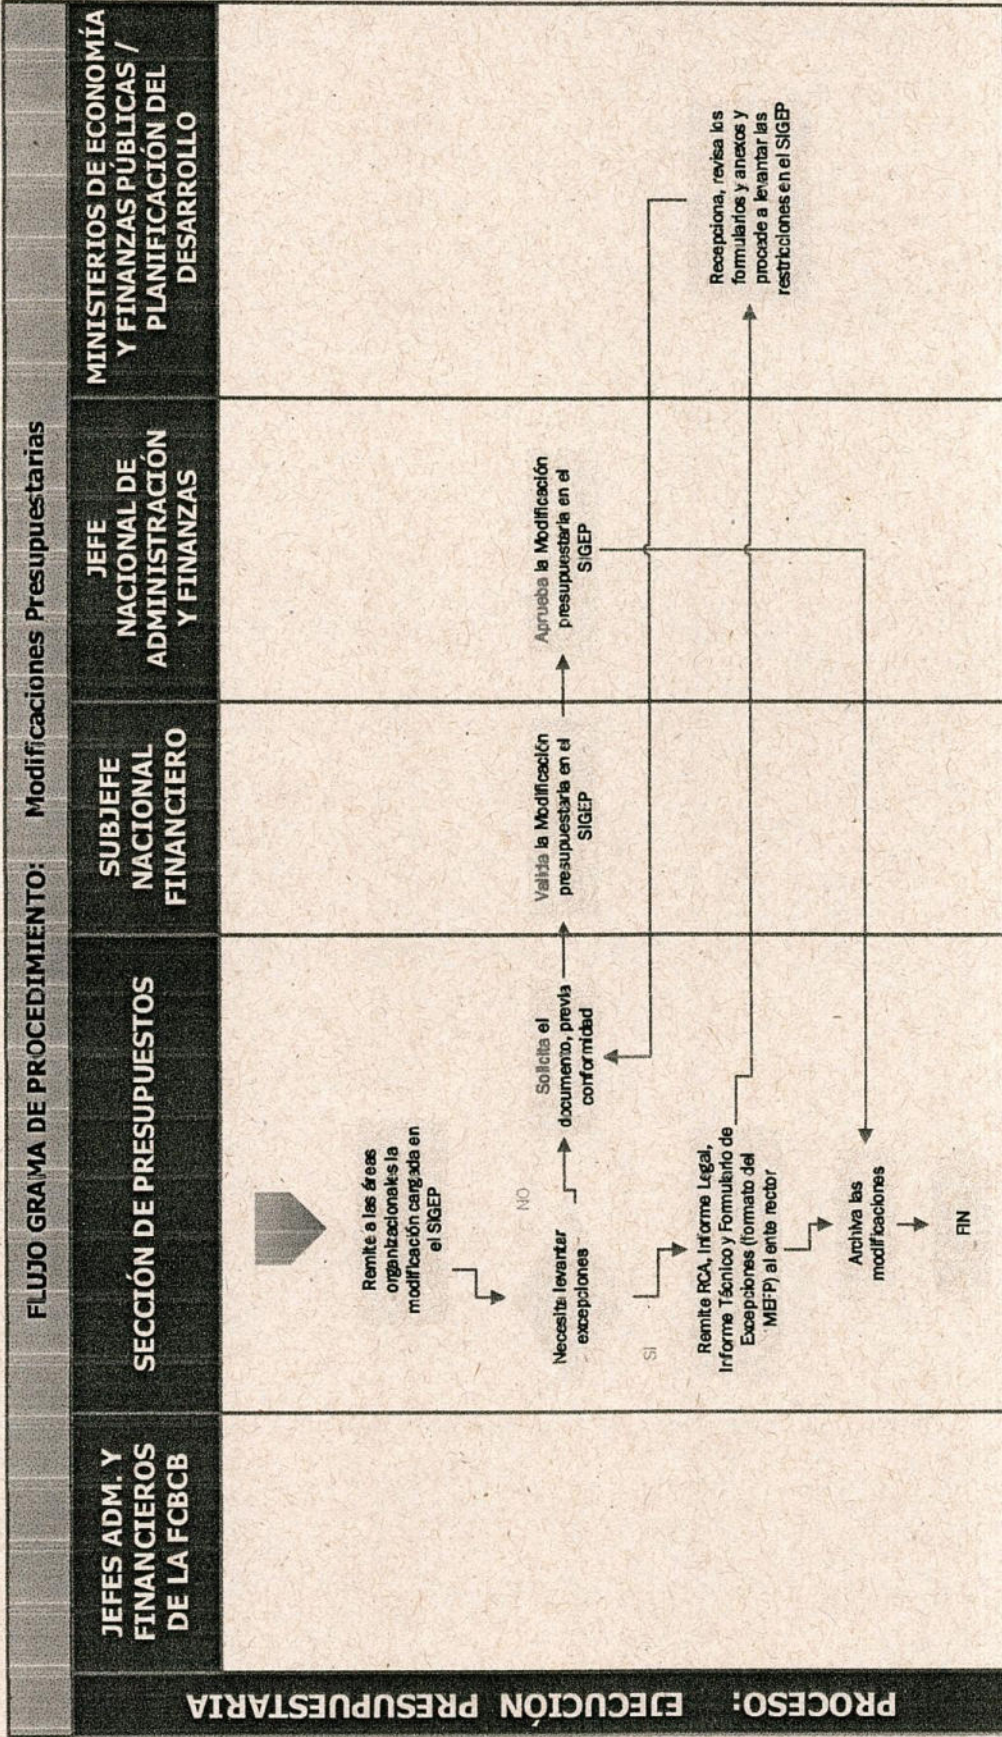 FLUJO GRAMA DE PROCEDIMIENTO: Modificaciones Presupuestarias
PROCESO: EJECUCIÓN PRESUPUESTARIA
JEFES ADM. Y
FINANCIEROS
DE LA FCBCB
SECCIÓN DE PRESUPUESTOS
SUBJEFE
NACIONAL
FINANCIERO
JEFE
NACIONAL DE
ADMINISTRACIÓN
Y FINANZAS
MINISTERIOS DE ECONOMÍA
Y FINANZAS PÚBLICAS /
PLANIFICACIÓN DEL
DESARROLLO
Remite a las áreas
organizacionales la
modificación cargada en
el SIGEP
Necesita levantar
excepciones
NO
SI
Solicita el
documento, previa
conformidad
Valida la Modificación
presupuestaria en el
SIGEP
Aprueba la Modificación
presupuestaria en el
SIGEP
Remite RCA, Informe Legal,
Informe Técnico y Formulario de
Excepciones (formato del
MEFP) al ente rector
Recepciona, revisa los
formularios y anexos y
procede a levantar las
restricciones en el SIGEP
Archiva las
modificaciones
FIN